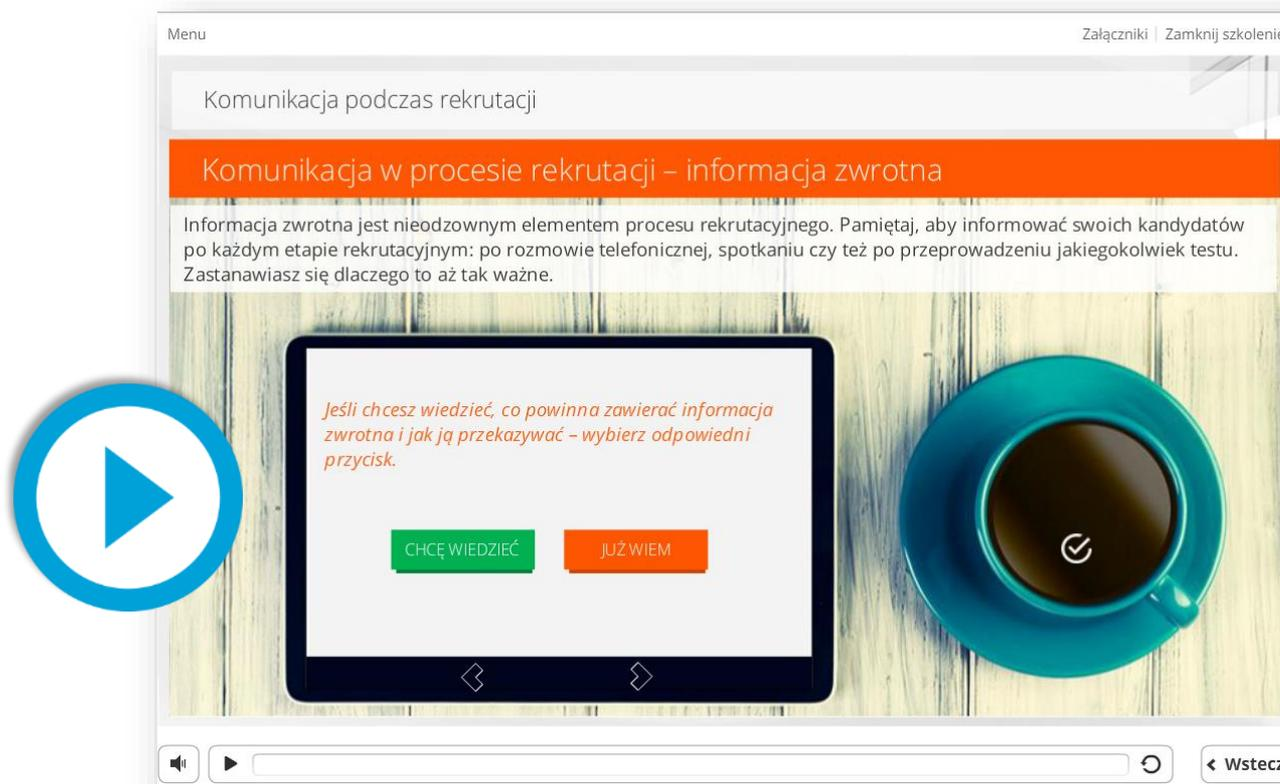 Menu
Załączniki | Zamknij szkolenie
Komunikacja podczas rekrutacji
Komunikacja w procesie rekrutacji – informacja zwrotna
Informacja zwrotna jest nieodzownym elementem procesu rekrutacyjnego. Pamiętaj, aby informować swoich kandydatów
po każdym etapie rekrutacyjnym: po rozmowie telefonicznej, spotkaniu czy też po przeprowadzeniu jakiegokolwiek testu.
Zastanawiasz się dlaczego to aż tak ważne.
Jeśli chcesz wiedzieć, co powinna zawierać informacja
zwrotna i jak ją przekazywać – wybierz odpowiedni
przycisk.
CHCĘ WIEDZIEĆ
JUŻ WIEM
Wstecz